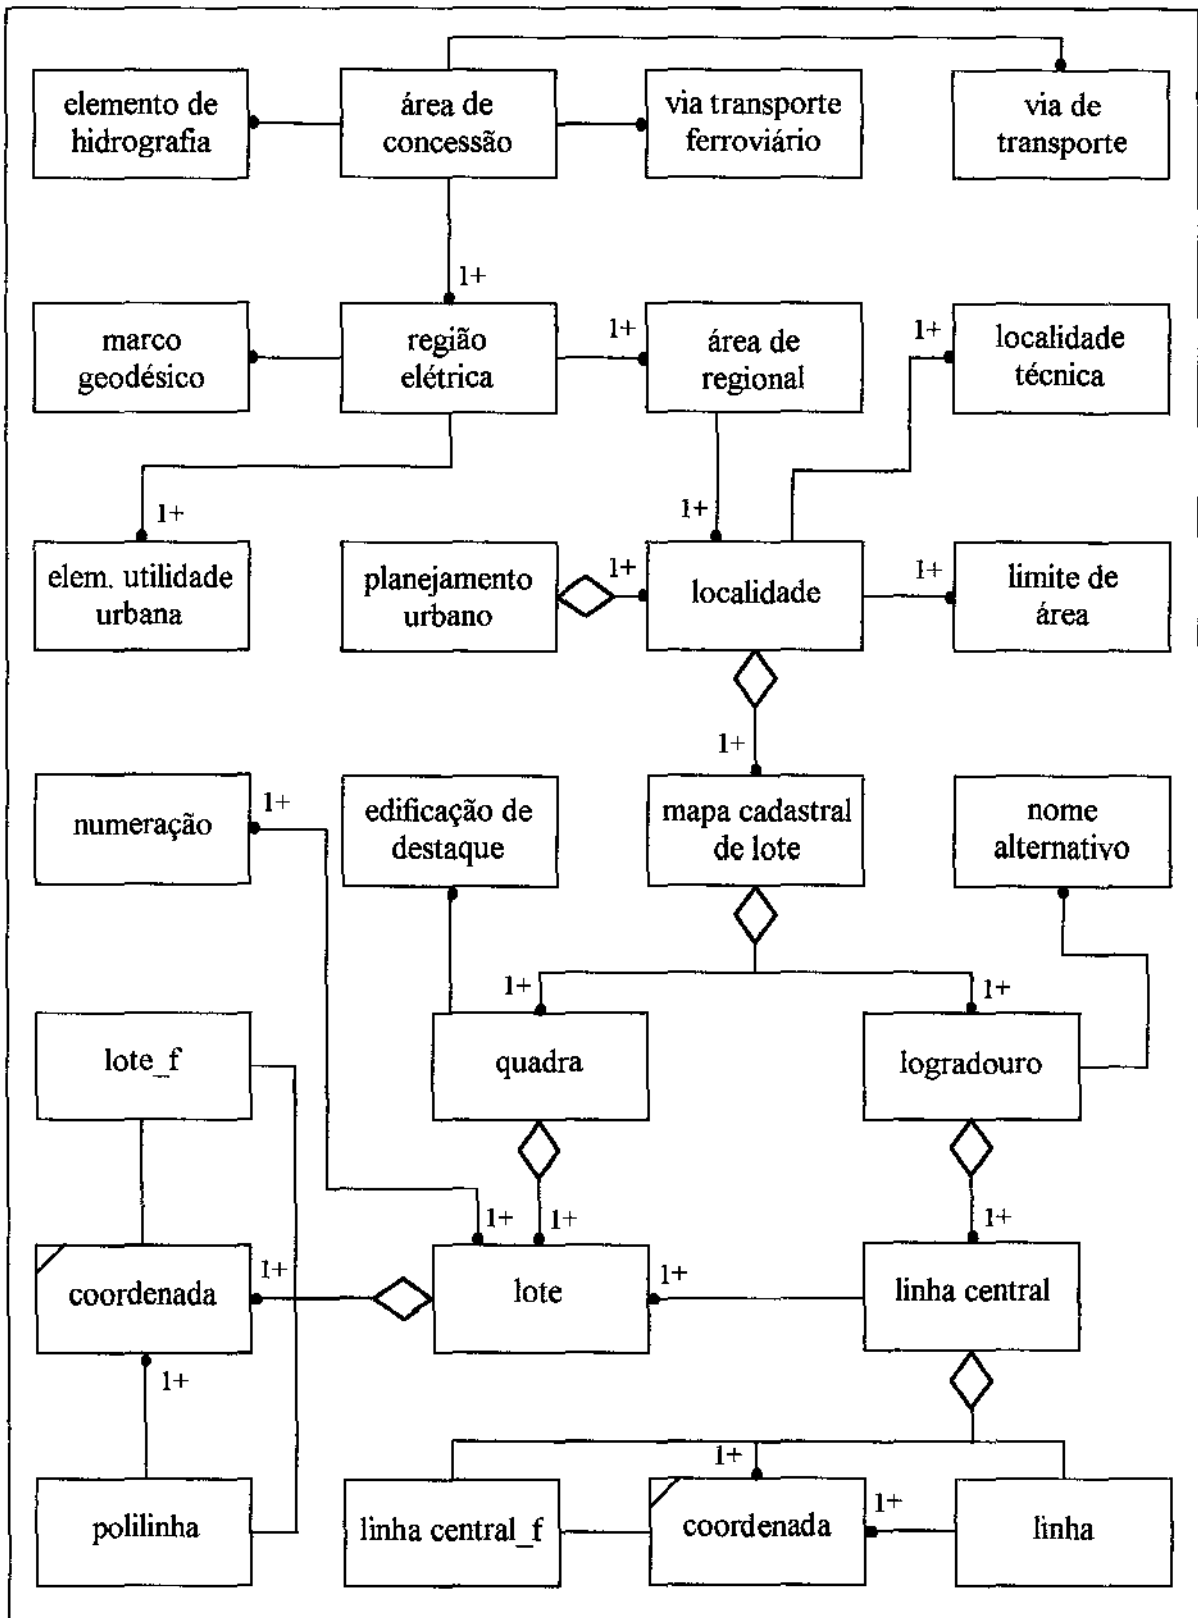 elemento de
hidrografia
área de
concessão
via transporte
ferroviário
via de
transporte
1+
marco
geodésico
região
elétrica
1+
área de
regional
1+
localidade
técnica
1+
1+
elem. utilidade
urbana
planejamento
urbano
1+
localidade
1+
limite de
área
1+
numeração
1+
edificação de
destaque
mapa cadastral
de lote
nome
alternativo
1+
1+
lote_f
quadra
logradouro
1+
1+
1+
coordenada
1+
lote
1+
linha central
1+
1+
polilinha
linha central_f
coordenada
1+
linha